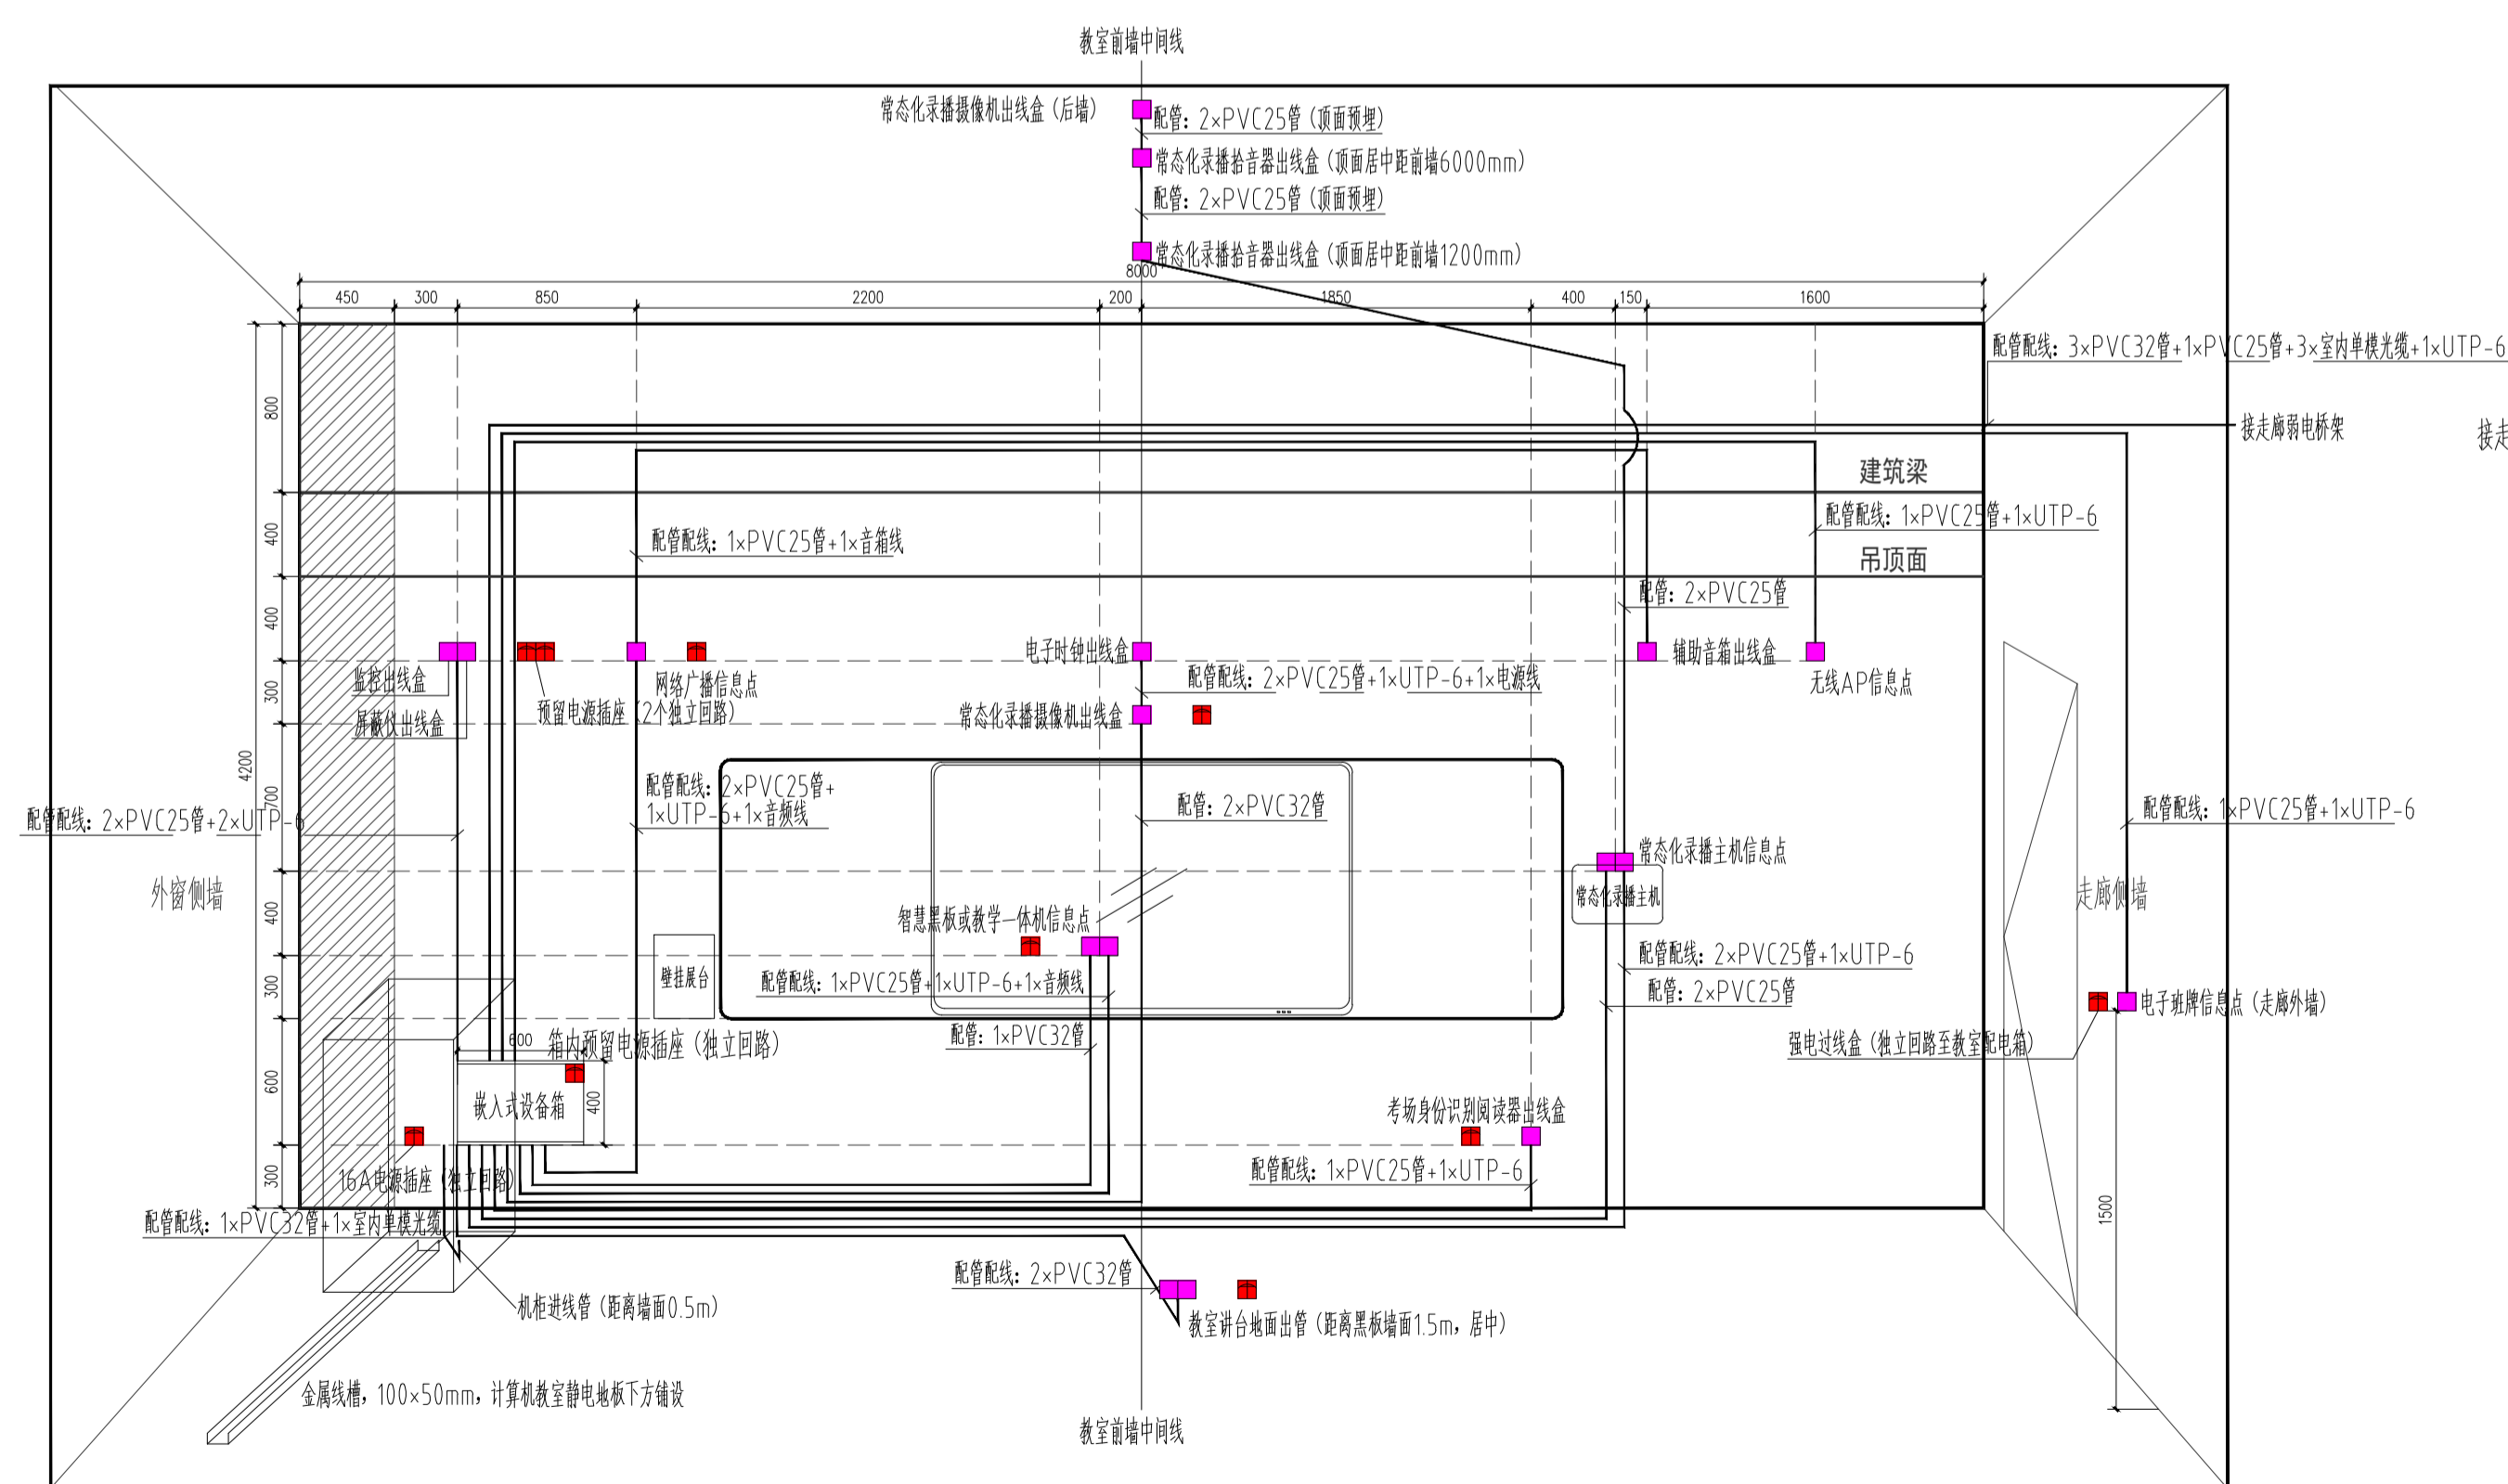 教室前墙中间线
常态化录播摄像机出线盒（后墙）
配管：2×PVC25管（顶面预埋）
常态化录播拾音器出线盒（顶面居中距前墙6000mm）
配管：2×PVC25管（顶面预埋）
常态化录播拾音器出线盒（顶面居中距前墙1200mm）
8000
450 300 850 2200 200 1850 400 150 1600
配管配线：3×PVC32管+1×PVC25管+3×室内单模光缆+1×UTP-6
800
接走廊弱电桥架
接走
建筑梁
配管配线：1×PVC25管+1×UTP-6
400
配管配线：1×PVC25管+1×音箱线
吊顶面
配管：2×PVC25管
400
电子时钟出线盒
辅助音箱出线盒
监控出线盒
网络广播信息点
配管配线：2×PVC25管+1×UTP-6+1×电源线
无线AP信息点
300
预留电源插座（2个独立回路）
屏蔽仪出线盒
常态化录播摄像机出线盒
4200
配管配线：2×PVC25管+
1×UTP-6+1×音频线
700
配管：2×PVC32管
配管配线：2×PVC25管+2×UTP-6
配管配线：1×PVC25管+1×UTP-6
常态化录播主机信息点
外窗侧墙
常态化录播主机
走廊侧墙
400
智慧黑板或教学一体机信息点
配管配线：2×PVC25管+1×UTP-6
壁挂展台
配管配线：1×PVC25管+1×UTP-6+1×音频线
300
配管：2×PVC25管
电子班牌信息点（走廊外墙）
配管：1×PVC32管
600
箱内预留电源插座（独立回路）
强电过线盒（独立回路至教室配电箱）
600
嵌入式设备箱
400
考场身份识别阅读器出线盒
300
16A电源插座（独立回路）
配管配线：1×PVC25管+1×UTP-6
1500
配管配线：1×PVC32管+1×室内单模光缆
配管配线：2×PVC32管
机柜进线管（距离墙面0.5m）
教室讲台地面出管（距离黑板墙面1.5m，居中）
金属线槽，100×50mm，计算机教室静电地板下方铺设
教室前墙中间线